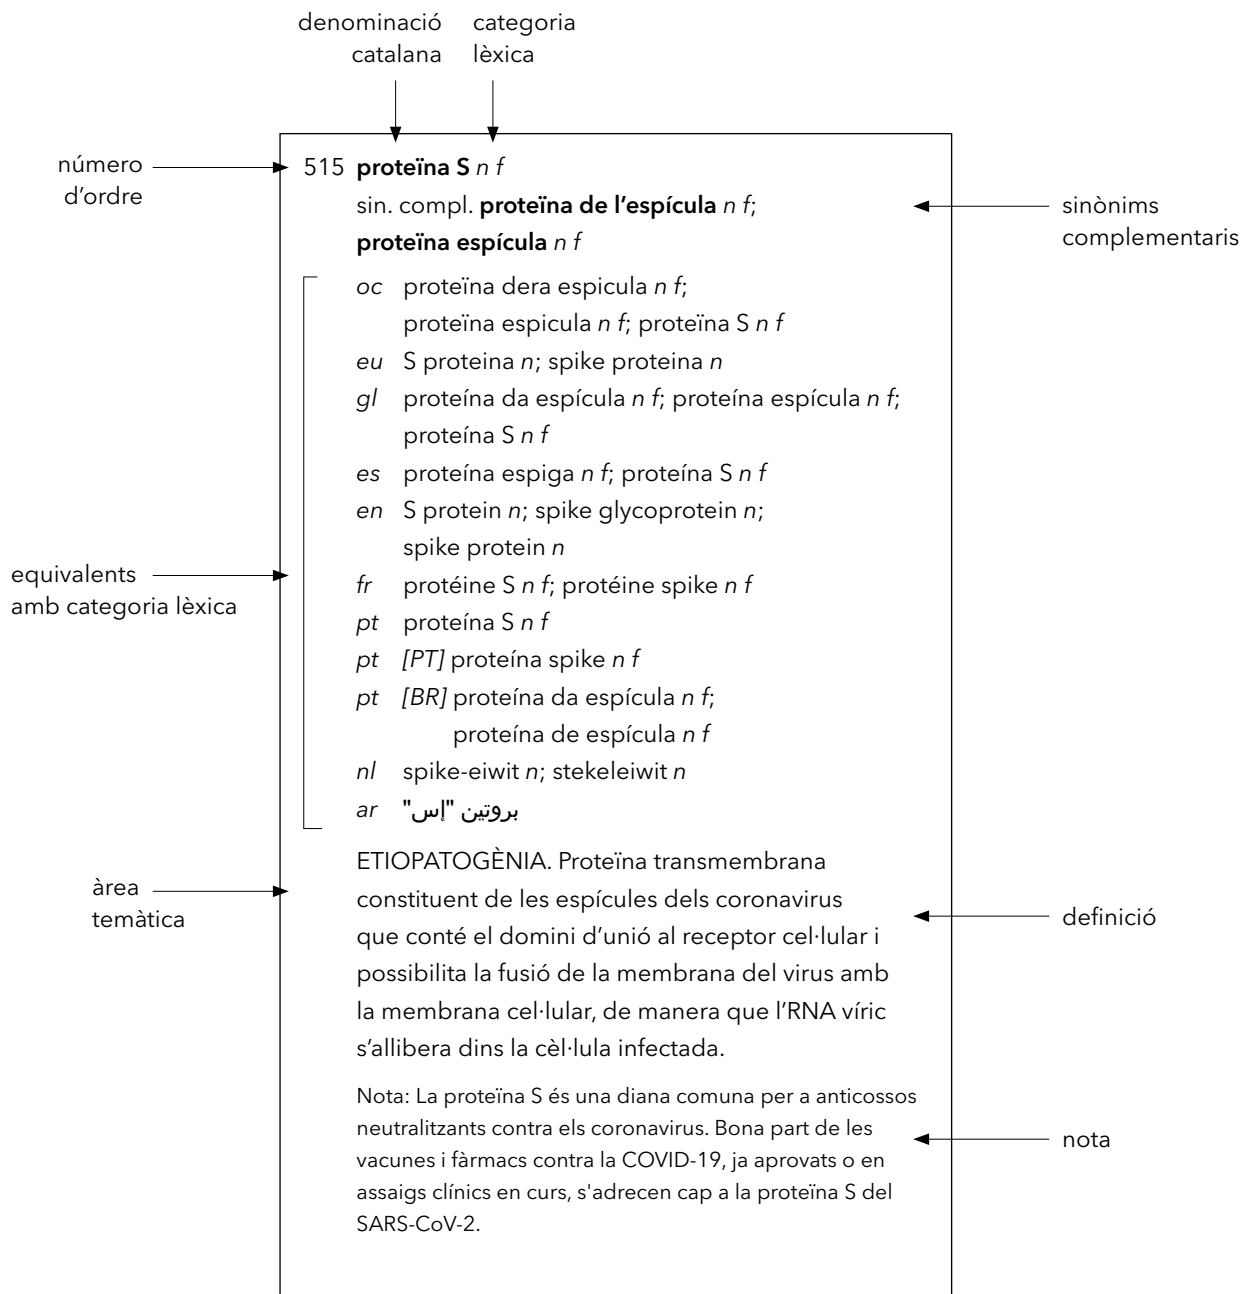 denominació
catalana
categoria
lèxica
número
d'ordre
515 proteïna S n f
sin. compl. proteïna de l'espícula n f;
proteïna espícula n f
sinònims
complementaris
oc proteïna dera espicula n f;
proteïna espicula n f; proteïna S n f
eu S proteina n; spike proteina n
gl proteína da espícula n f; proteína espícula n f;
proteína S n f
es proteína espiga n f; proteína S n f
en S protein n; spike glycoprotein n;
spike protein n
equivalents
amb categoria lèxica
fr protéine S n f; protéine spike n f
pt proteína S n f
pt [PT] proteína spike n f
pt [BR] proteína da espícula n f;
proteína de espícula n f
nl spike-eiwit n; stekeleiwit n
ar بروتين "إس"
àrea
temàtica
ETIOPATOGÈNIA. Proteïna transmembrana
constituent de les espícules dels coronavirus
que conté el domini d'unió al receptor cel·lular i
possibilita la fusió de la membrana del virus amb
la membrana cel·lular, de manera que l'RNA víric
s'allibera dins la cèl·lula infectada.
definició
Nota: La proteïna S és una diana comuna per a anticossos
neutralitzants contra els coronavirus. Bona part de les
vacunes i fàrmacs contra la COVID-19, ja aprovats o en
assaigs clínics en curs, s'adrecen cap a la proteïna S del
SARS-CoV-2.
nota